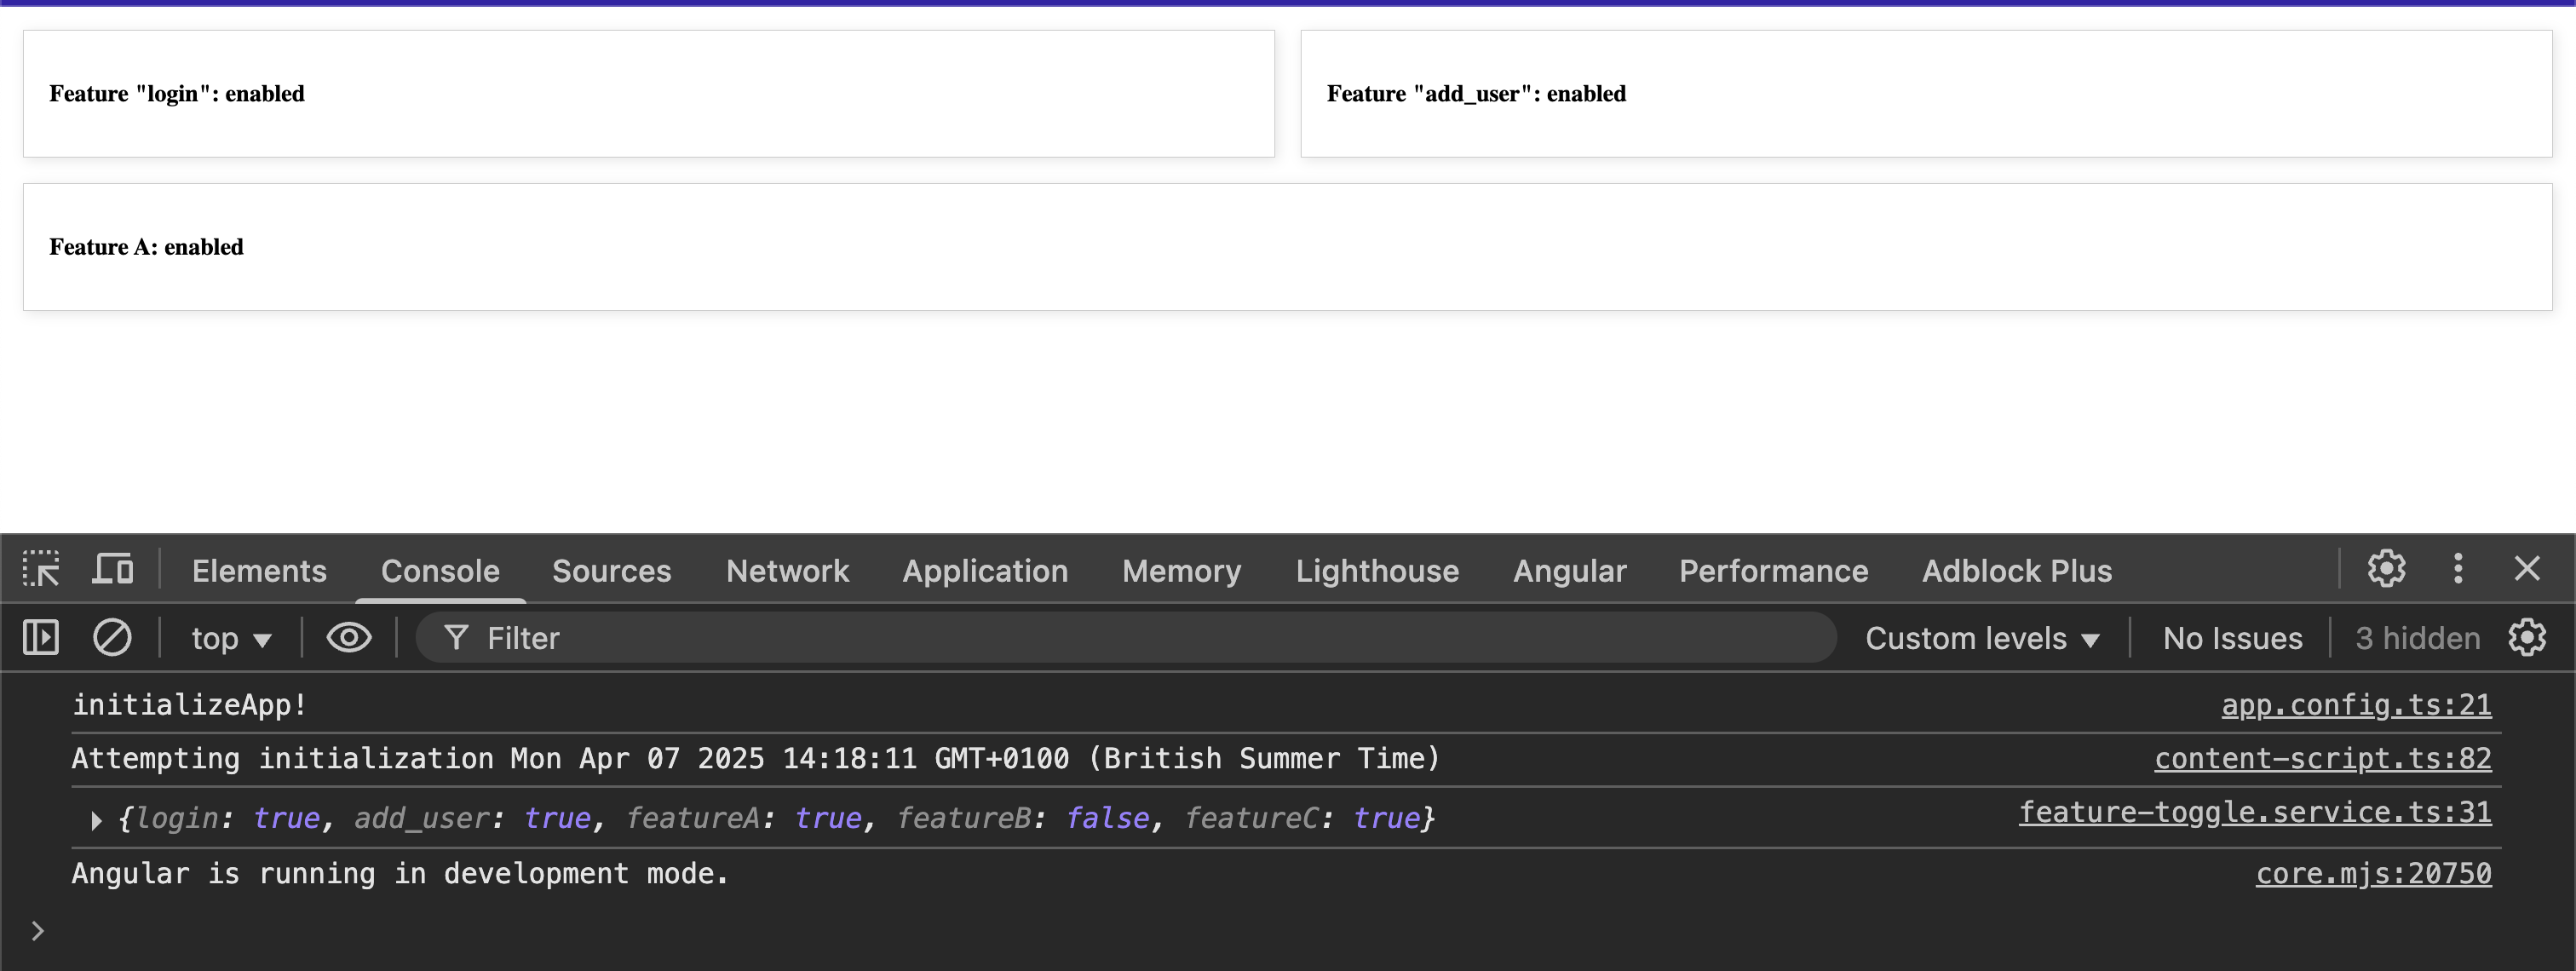 Feature "login": enabled
Feature "add_user": enabled
Feature A: enabled
Elements Console Sources Network Application Memory Lighthouse Angular Performance Adblock Plus
top Filter Custom levels No Issues 3 hidden
initializeApp! app.config.ts:21
Attempting initialization Mon Apr 07 2025 14:18:11 GMT+0100 (British Summer Time) content-script.ts:82
{login: true, add_user: true, featureA: true, featureB: false, featureC: true} feature-toggle.service.ts:31
Angular is running in development mode. core.mjs:20750